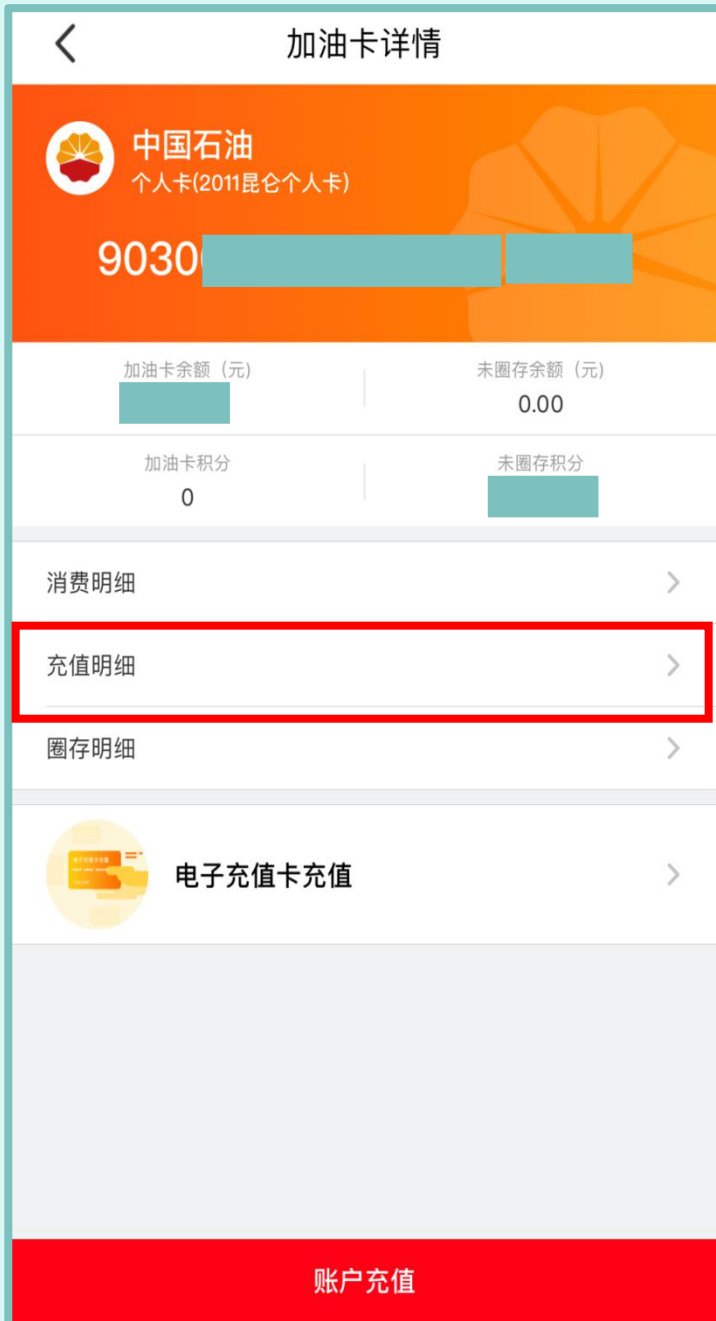 加油卡详情
中国石油
个人卡(2011昆仑个人卡)
9030
加油卡余额（元)
未圈存余额（元)
0.00
加油卡积分
未圈存积分
0
消费明细
充值明细
圈存明细
电子充值卡充值
账户充值